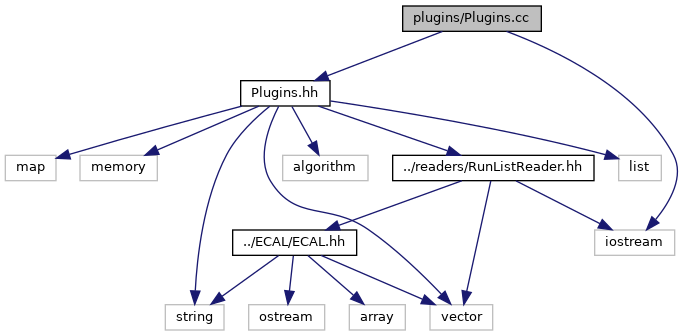 plugins/Plugins.cc
Plugins.hh
map
memory
algorithm
../readers/RunListReader.hh
list
../ECAL/ECAL.hh
iostream
string
ostream
array
vector